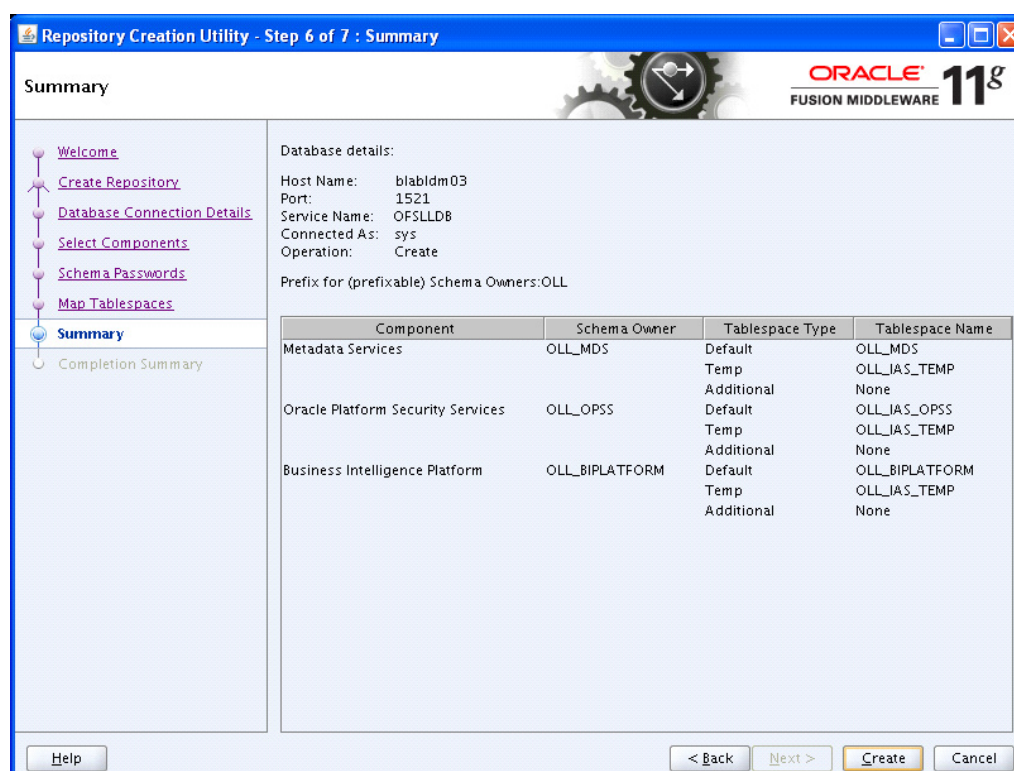 Repository Creation Utility - Step 6 of 7 : Summary
Summary
ORACLE
FUSION MIDDLEWARE 11g
Welcome
Create Repository
Database Connection Details
Select Components
Schema Passwords
Map Tablespaces
Summary
Completion Summary
Database details:
Host Name: blabldm03
Port: 1521
Service Name: OFSLLDB
Connected As: sys
Operation: Create
Prefix for (prefixable) Schema Owners:OLL
Component Schema Owner Tablespace Type Tablespace Name
Metadata Services OLL_MDS Default OLL_MDS
Temp OLL_IAS_TEMP
Additional None
Oracle Platform Security Services OLL_OPSS Default OLL_IAS_OPSS
Temp OLL_IAS_TEMP
Additional None
Business Intelligence Platform OLL_BIPLATFORM Default OLL_BIPLATFORM
Temp OLL_IAS_TEMP
Additional None
Help < Back Next > Create Cancel